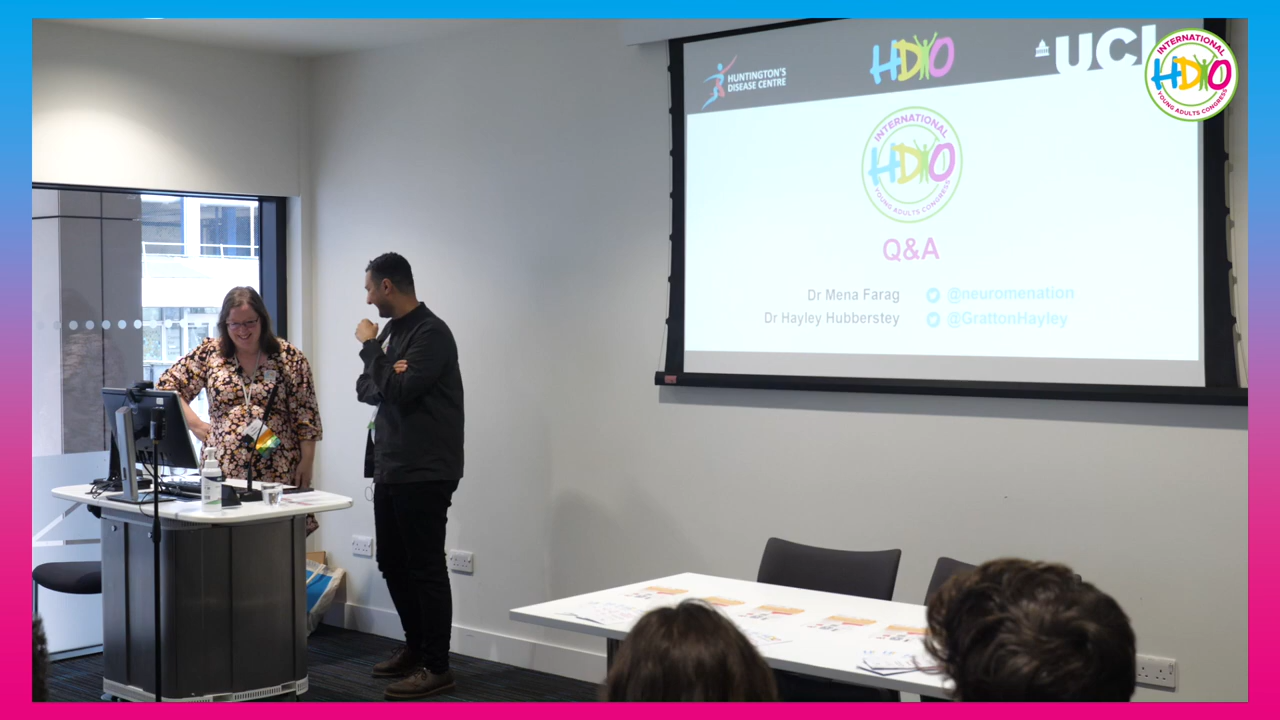 HUNTINGTON'S
DISEASE CENTRE
HDYO
UCL
INTERNATIONAL
HDYO
YOUNG ADULTS CONGRESS
INTERNATIONAL
HDYO
YOUNG ADULTS CONGRESS
Q&A
Dr Mena Farag @neuromenation
Dr Hayley Hubberstey @GrattonHayley